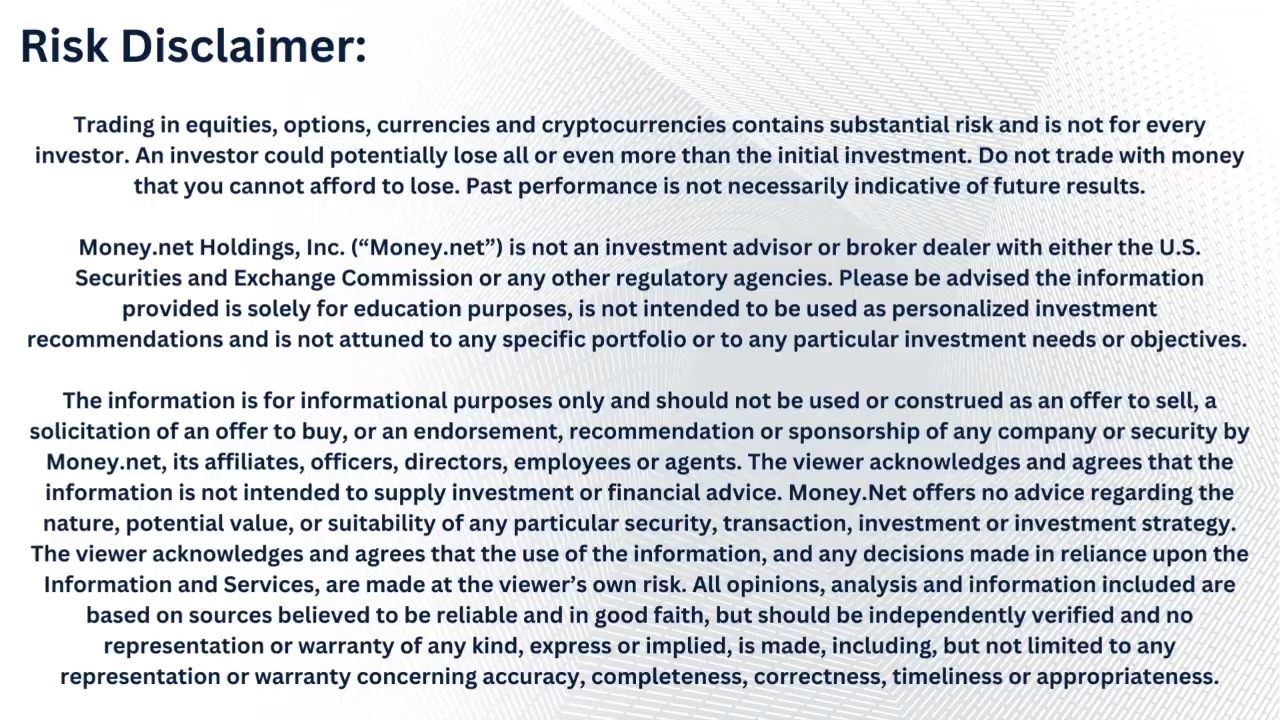 Risk Disclaimer:
Trading in equities, options, currencies and cryptocurrencies contains substantial risk and is not for every
investor. An investor could potentially lose all or even more than the initial investment. Do not trade with money
that you cannot afford to lose. Past performance is not necessarily indicative of future results.
Money.net Holdings, Inc. (“Money.net”) is not an investment advisor or broker dealer with either the U.S.
Securities and Exchange Commission or any other regulatory agencies. Please be advised the information
provided is solely for education purposes, is not intended to be used as personalized investment
recommendations and is not attuned to any specific portfolio or to any particular investment needs or objectives.
The information is for informational purposes only and should not be used or construed as an offer to sell, a
solicitation of an offer to buy, or an endorsement, recommendation or sponsorship of any company or security by
Money.net, its affiliates, officers, directors, employees or agents. The viewer acknowledges and agrees that the
information is not intended to supply investment or financial advice. Money.Net offers no advice regarding the
nature, potential value, or suitability of any particular security, transaction, investment or investment strategy.
The viewer acknowledges and agrees that the use of the information, and any decisions made in reliance upon the
Information and Services, are made at the viewer’s own risk. All opinions, analysis and information included are
based on sources believed to be reliable and in good faith, but should be independently verified and no
representation or warranty of any kind, express or implied, is made, including, but not limited to any
representation or warranty concerning accuracy, completeness, correctness, timeliness or appropriateness.